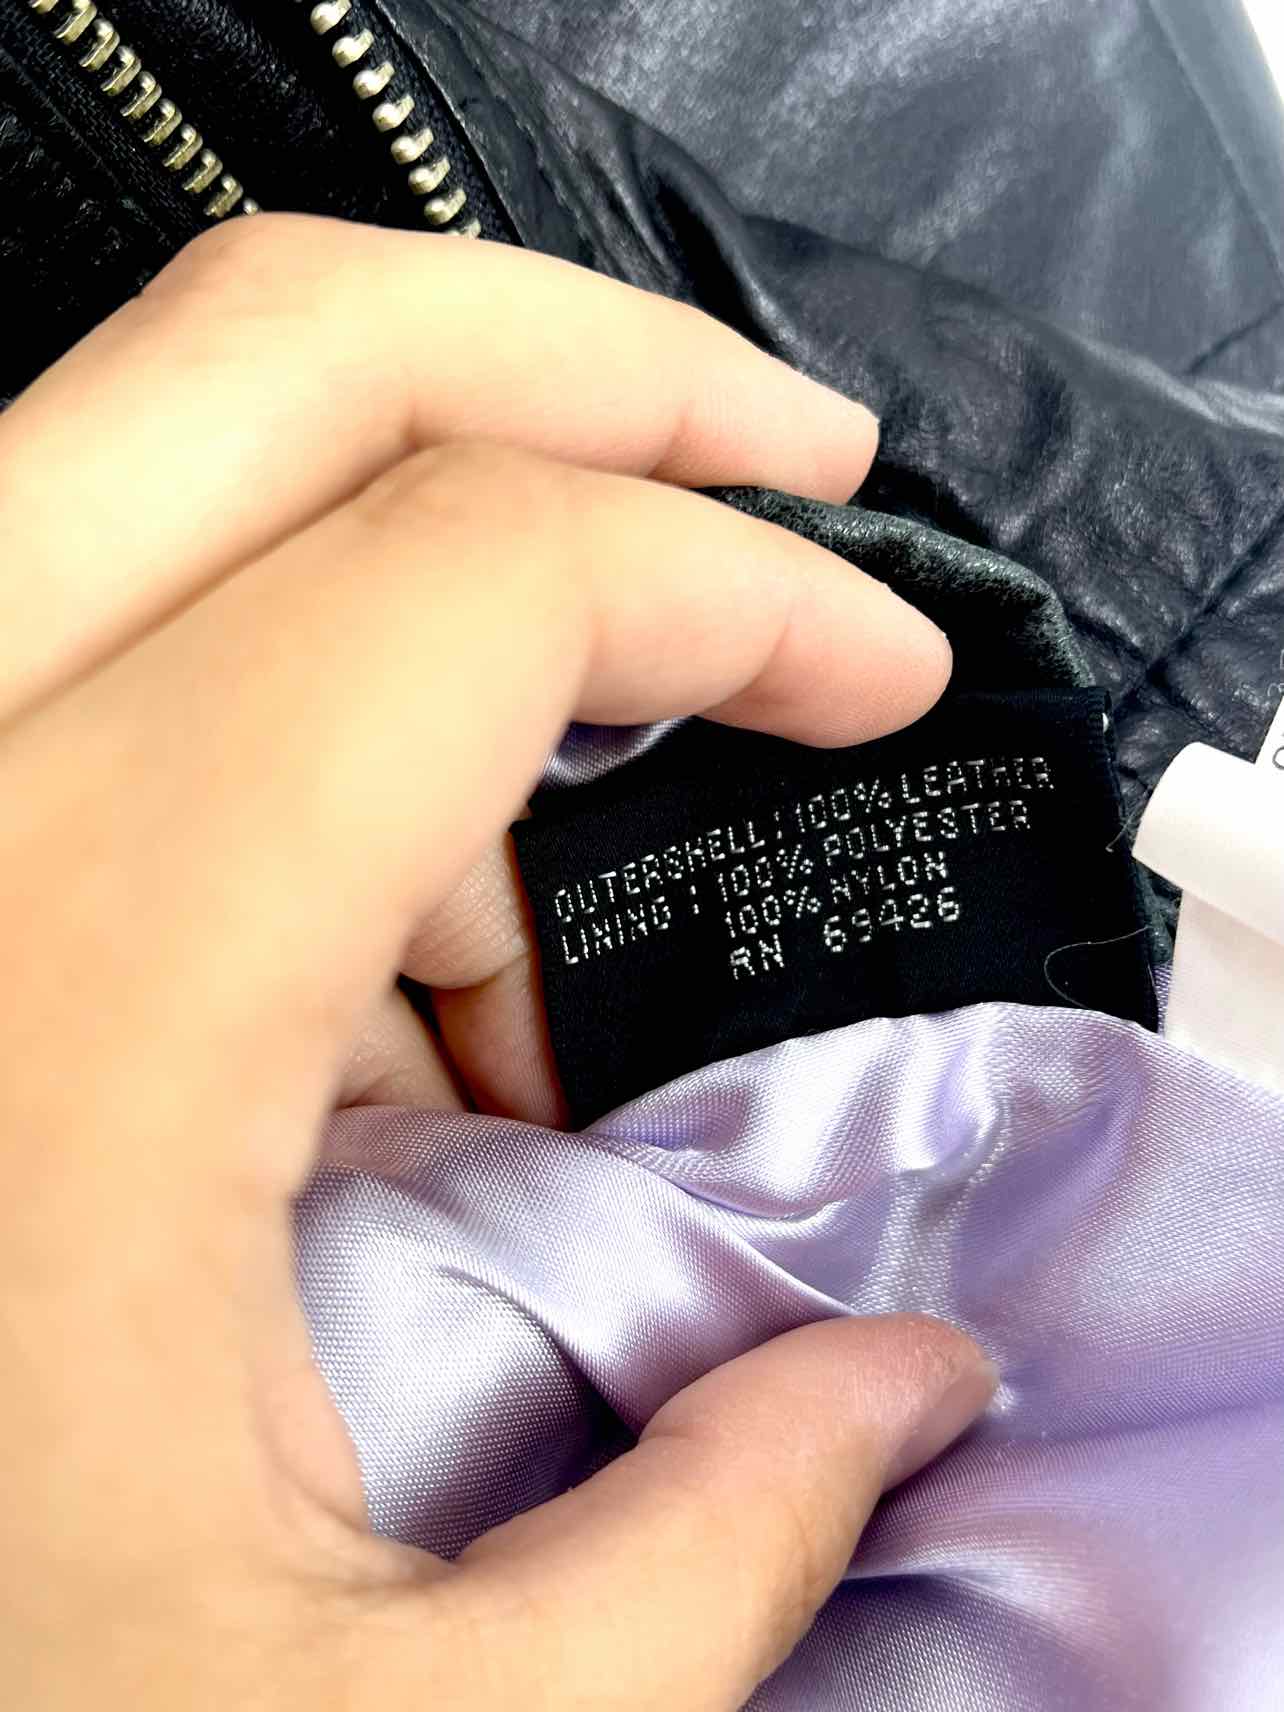 OUTERSHELL : 100% LEATHER
LINING : 100% POLYESTER
100% NYLON
RN 69426